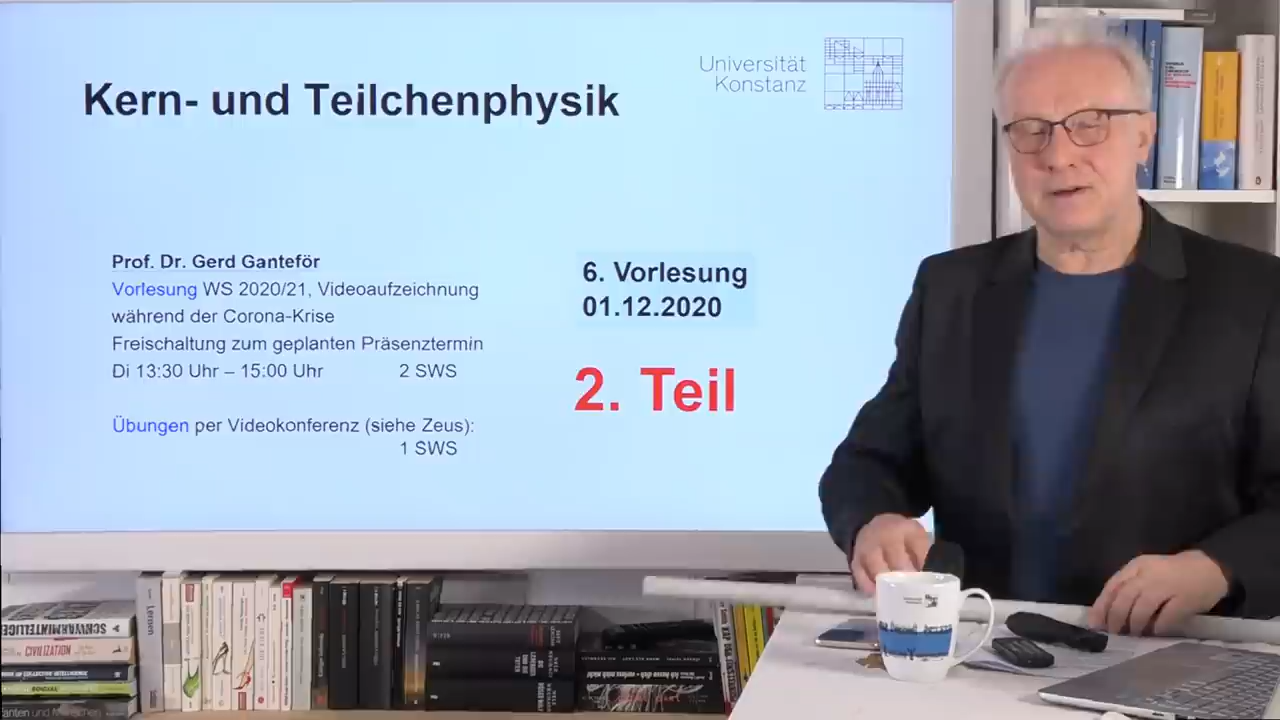 Universität
Konstanz
Kern- und Teilchenphysik
Prof. Dr. Gerd Ganteför
Vorlesung WS 2020/21, Videoaufzeichnung
während der Corona-Krise
Freischaltung zum geplanten Präsenztermin
Di 13:30 Uhr – 15:00 Uhr 2 SWS
Übungen per Videokonferenz (siehe Zeus):
1 SWS
6. Vorlesung
01.12.2020
2. Teil
Lernen
SCHWARMINTELLIGEN
CIVILIZATION